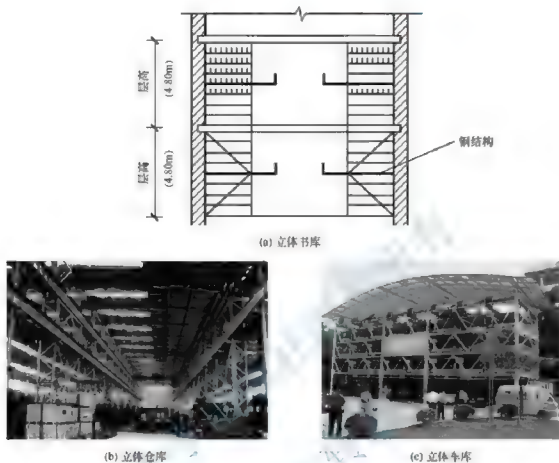 层高
(4.80m)
层高
(4.80m)
钢结构
(a) 立体书库
(b) 立体仓库
(c) 立体车库